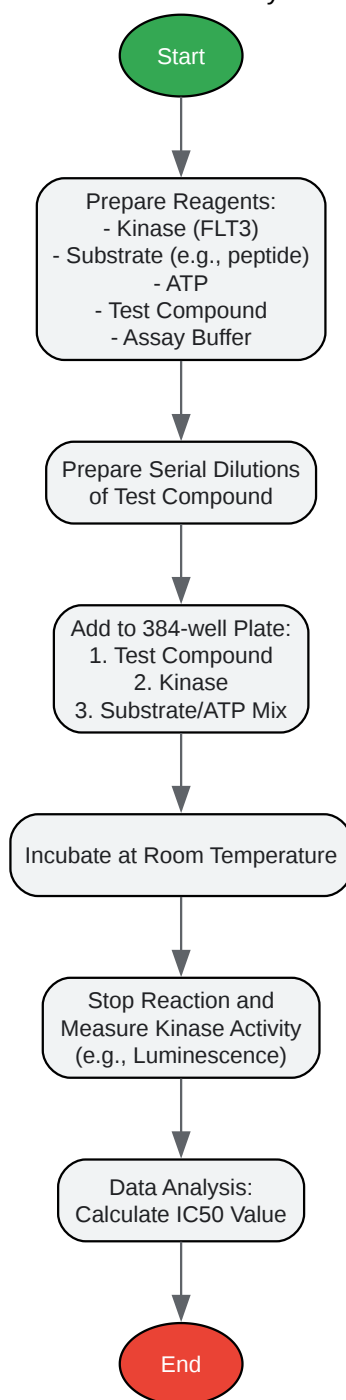 Start
Prepare Reagents:
- Kinase (FLT3)
- Substrate (e.g., peptide)
- ATP
- Test Compound
- Assay Buffer
Prepare Serial Dilutions
of Test Compound
Add to 384-well Plate:
1. Test Compound
2. Kinase
3. Substrate/ATP Mix
Incubate at Room Temperature
Stop Reaction and
Measure Kinase Activity
(e.g., Luminescence)
Data Analysis:
Calculate IC50 Value
End